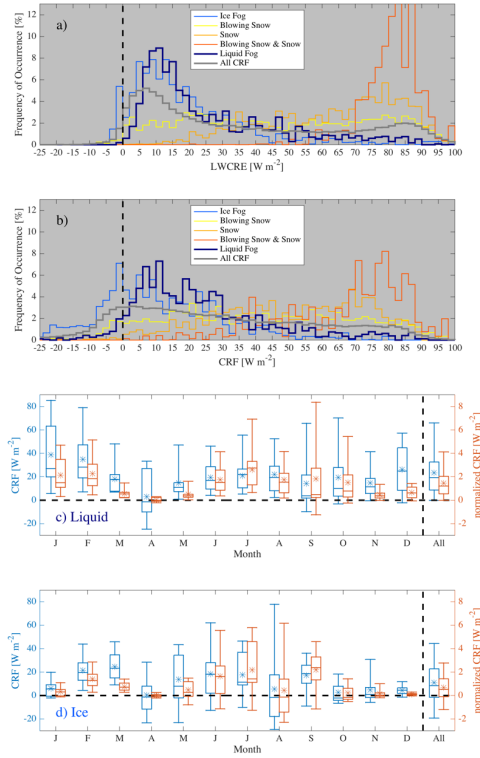 a)
Frequency of Occurrence [%]
12
10
8
6
4
2
0
Ice Fog
Blowing Snow
Snow
Blowing Snow & Snow
Liquid Fog
All CRF
-25 -20 -15 -10 -5 0 5 10 15 20 25 30 35 40 45 50 55 60 65 70 75 80 85 90 95 100
LWCRE [W m-2]
b)
Frequency of Occurrence [%]
12
10
8
6
4
2
0
Ice Fog
Blowing Snow
Snow
Blowing Snow & Snow
Liquid Fog
All CRF
-25 -20 -15 -10 -5 0 5 10 15 20 25 30 35 40 45 50 55 60 65 70 75 80 85 90 95 100
CRF [W m-2]
CRF [W m-2]
80
60
40
20
0
-20
8
6
4
2
0
-2
normalized CRF [W m-2]
c) Liquid
J F M A M J J A S O N D All
Month
CRF [W m-2]
80
60
40
20
0
-20
8
6
4
2
0
-2
normalized CRF [W m-2]
d) Ice
J F M A M J J A S O N D All
Month